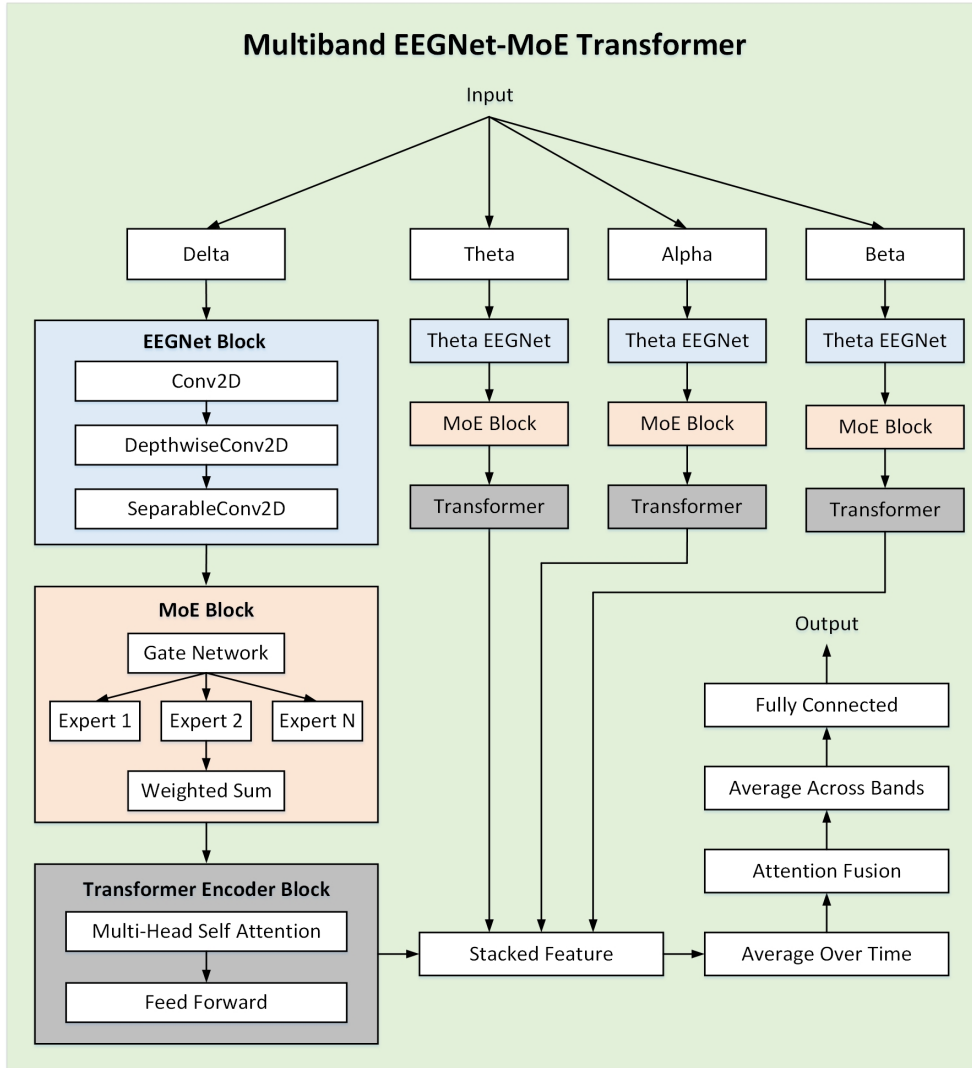 Multiband EEGNet-MoE Transformer
Input
Delta
Theta
Alpha
Beta
EEGNet Block
Conv2D
DepthwiseConv2D
SeparableConv2D
Theta EEGNet
Theta EEGNet
Theta EEGNet
MoE Block
MoE Block
MoE Block
Transformer
Transformer
Transformer
MoE Block
Gate Network
Expert 1
Expert 2
Expert N
Weighted Sum
Transformer Encoder Block
Multi-Head Self Attention
Feed Forward
Stacked Feature
Average Over Time
Attention Fusion
Average Across Bands
Fully Connected
Output